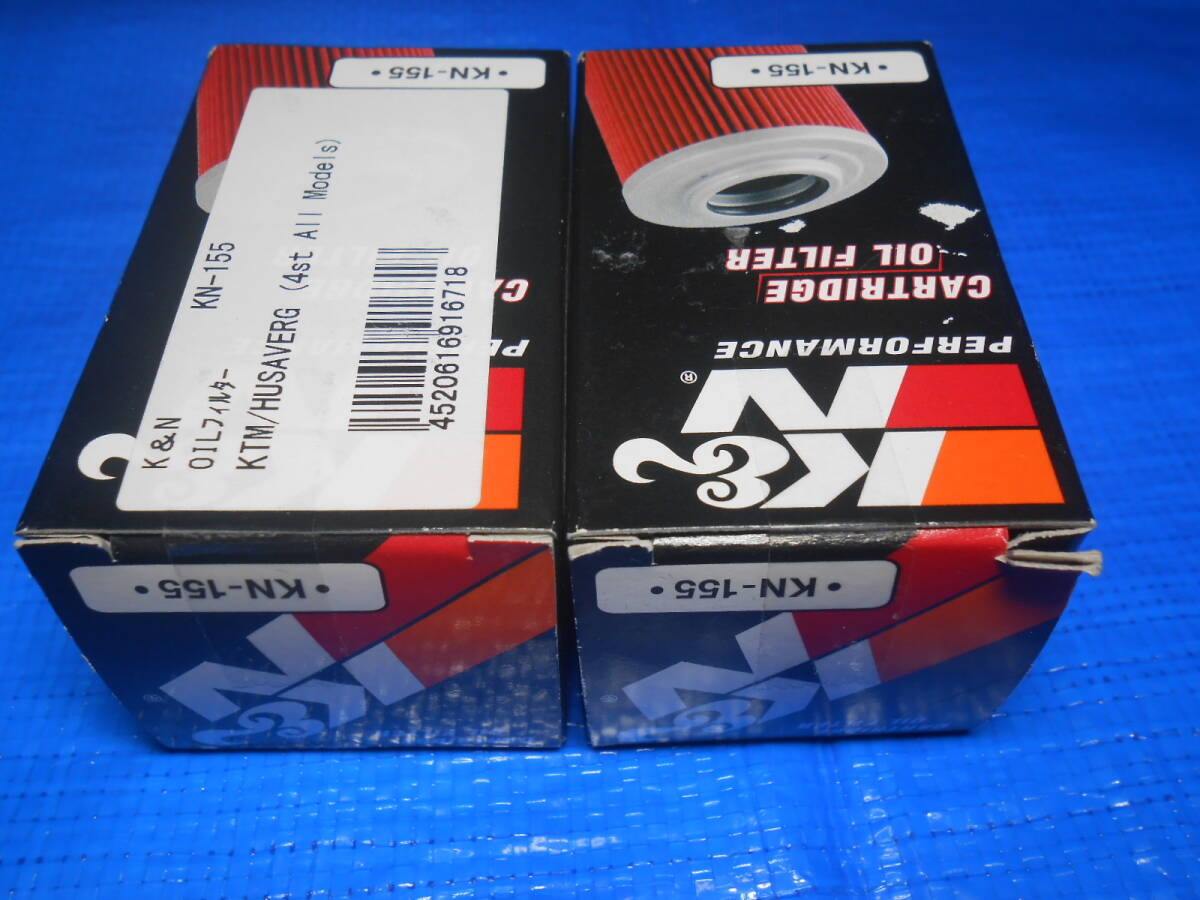 • KN-155 •
K&N
OILフィルター KN-155
KTM/HUSAVERG (4st All Models)
4520616916718
• KN-155 •
K&N
• KN-155 •
K&N®
PERFORMANCE
CARTRIDGE
OIL FILTER
• KN-155 •
K&N